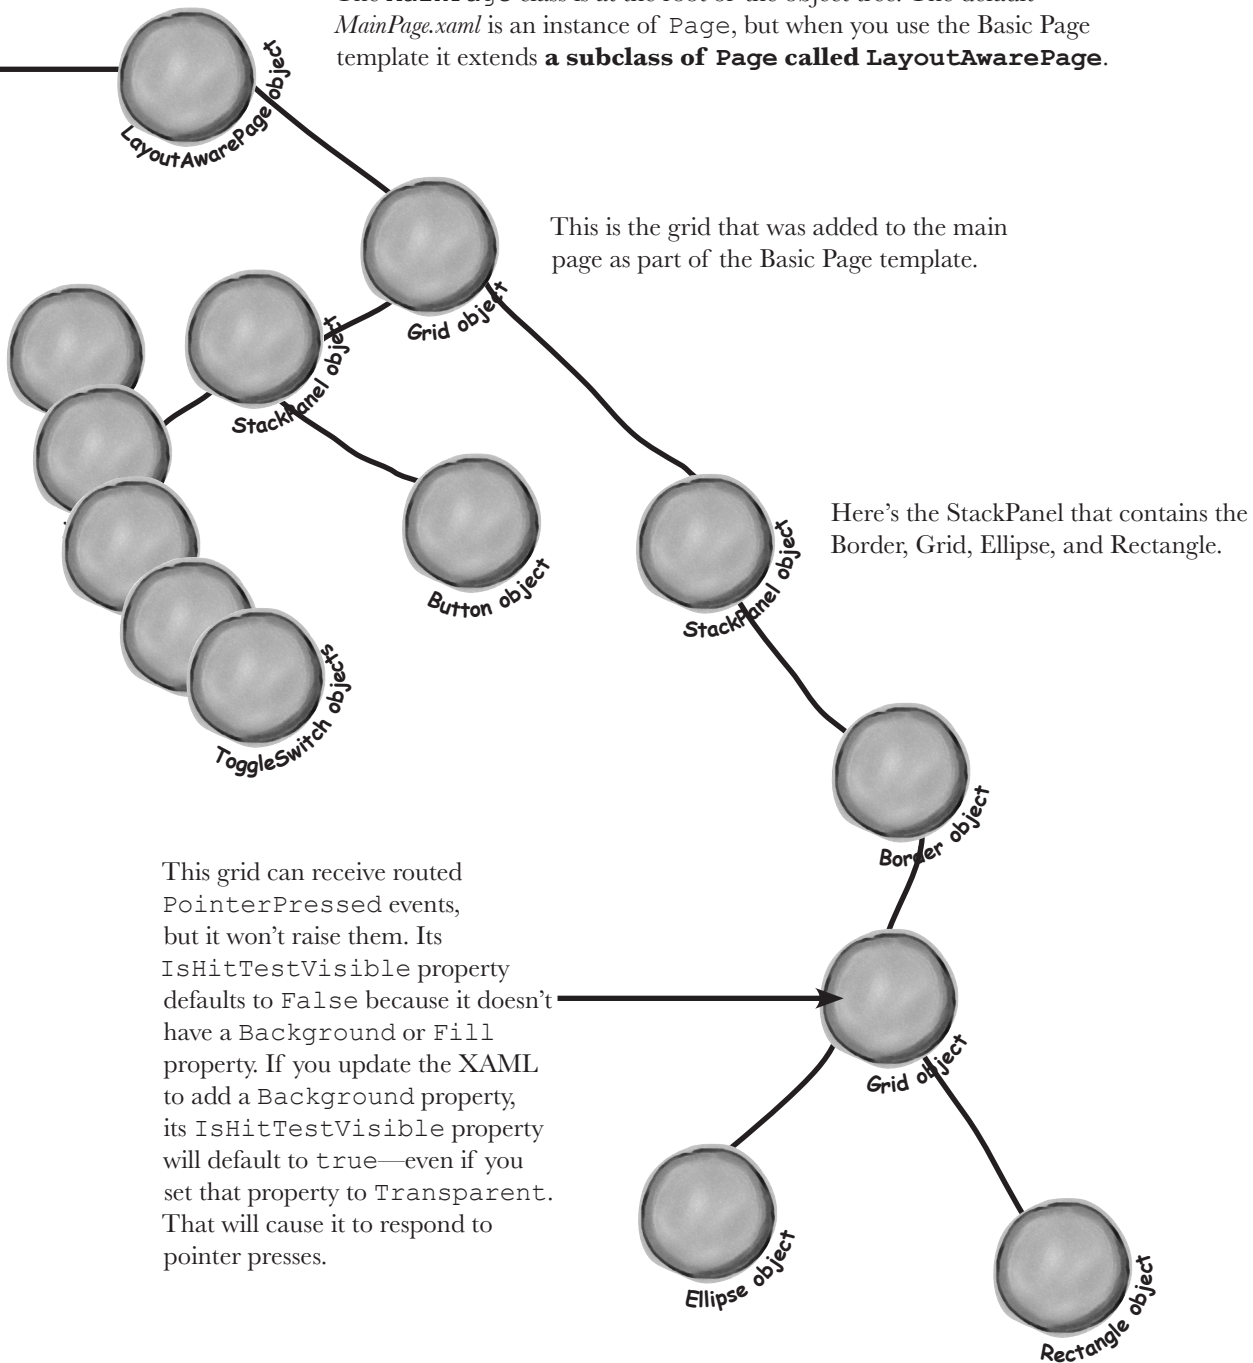 MainPage.xaml is an instance of Page, but when you use the Basic Page
template it extends a subclass of Page called LayoutAwarePage.
LayoutAwarePage object
This is the grid that was added to the main
page as part of the Basic Page template.
Grid object
StackPanel object
Here's the StackPanel that contains the
Border, Grid, Ellipse, and Rectangle.
Button object
StackPanel object
ToggleSwitch objects
Border object
This grid can receive routed
PointerPressed events,
but it won't raise them. Its
IsHitTestVisible property
defaults to False because it doesn't
have a Background or Fill
property. If you update the XAML
to add a Background property,
its IsHitTestVisible property
will default to true—even if you
set that property to Transparent.
That will cause it to respond to
pointer presses.
Grid object
Ellipse object
Rectangle object